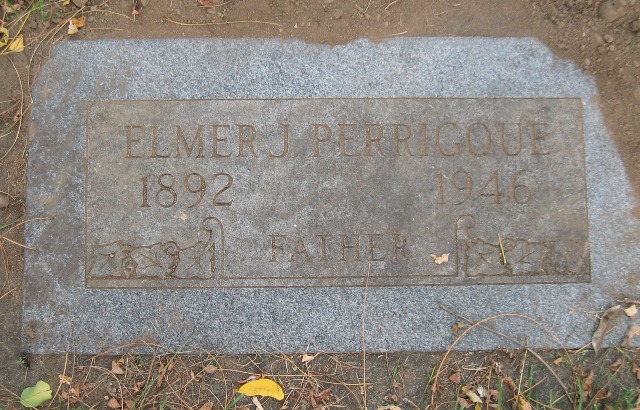 ELMER J. PERRIGOUE
1892 1946
FATHER